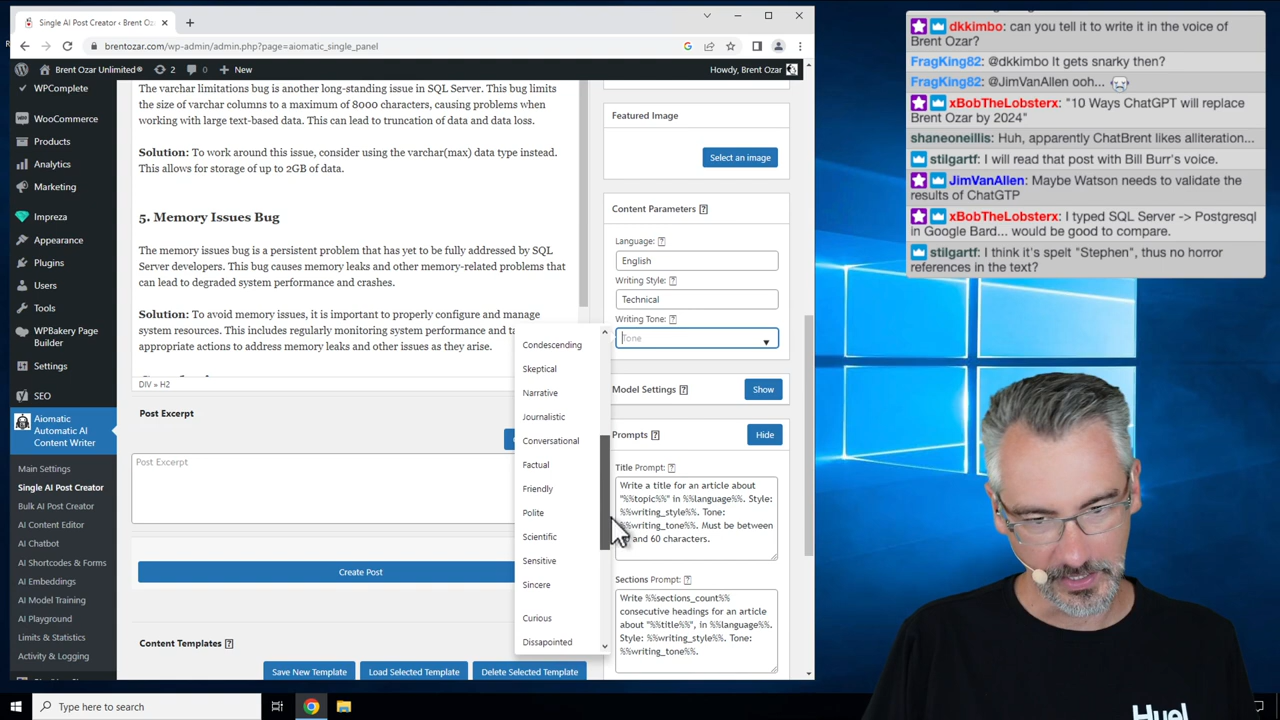 Single AI Post Creator ‹ Brent Oz
brentozar.com/wp-admin/admin.php?page=aiomatic_single_panel
Brent Ozar Unlimited®
2
0
New
Howdy, Brent Ozar
WPComplete
WooCommerce
Products
Analytics
Marketing
Impreza
Appearance
Plugins
Users
Tools
WPBakery Page
Builder
Settings
SEO
Aiomatic
Automatic AI
Content Writer
Main Settings
Single AI Post Creator
Bulk AI Post Creator
AI Content Editor
AI Chatbot
AI Shortcodes & Forms
AI Embeddings
AI Model Training
AI Playground
Limits & Statistics
Activity & Logging
The varchar limitations bug is another long-standing issue in SQL Server. This bug limits
the size of varchar columns to a maximum of 8000 characters, causing problems when
working with large text-based data. This can lead to truncation of data and data loss.
Solution: To work around this issue, consider using the varchar(max) data type instead.
This allows for storage of up to 2GB of data.
5. Memory Issues Bug
The memory issues bug is a persistent problem that has yet to be fully addressed by SQL
Server developers. This bug causes memory leaks and other memory-related problems that
can lead to degraded system performance and crashes.
Solution: To avoid memory issues, it is important to properly configure and manage
system resources. This includes regularly monitoring system performance and ta
appropriate actions to address memory leaks and other issues as they arise.
DIV » H2
Post Excerpt
Post Excerpt
Create Post
Content Templates [?]
Save New Template
Load Selected Template
Delete Selected Template
Condescending
Skeptical
Narrative
Journalistic
Conversational
Factual
Friendly
Polite
Scientific
Sensitive
Sincere
Curious
Dissapointed
Featured Image
Select an image
Content Parameters [?]
Language: [?]
English
Writing Style: [?]
Technical
Writing Tone: [?]
Tone
Model Settings [?]
Show
Prompts [?]
Hide
Title Prompt: [?]
Write a title for an article about
"%%topic%%" in %%language%%. Style:
%%writing_style%%. Tone:
%%writing_tone%%. Must be between
and 60 characters.
Sections Prompt: [?]
Write %%sections_count%%
consecutive headings for an article
about "%%title%%", in %%language%%.
Style: %%writing_style%%. Tone:
%%writing_tone%%.
dkkimbo: can you tell it to write it in the voice of
Brent Ozar?
FragKing82: @dkkimbo It gets snarky then?
FragKing82: @JimVanAllen ooh...
xBobTheLobsterx: "10 Ways ChatGPT will replace
Brent Ozar by 2024"
shaneoneillis: Huh, apparently ChatBrent likes alliteration...
stilgartf: I will read that post with Bill Burr's voice.
JimVanAllen: Maybe Watson needs to validate the
results of ChatGTP
xBobTheLobsterx: I typed SQL Server -> Postgresql
in Google Bard... would be good to compare.
stilgartf: I think it's spelt "Stephen", thus no horror
references in the text?
Type here to search
Huel